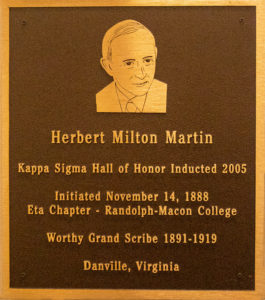 Herbert Milton Martin
Kappa Sigma Hall of Honor Inducted 2005
Initiated November 14, 1888
Eta Chapter - Randolph-Macon College
Worthy Grand Scribe 1891-1919
Danville, Virginia